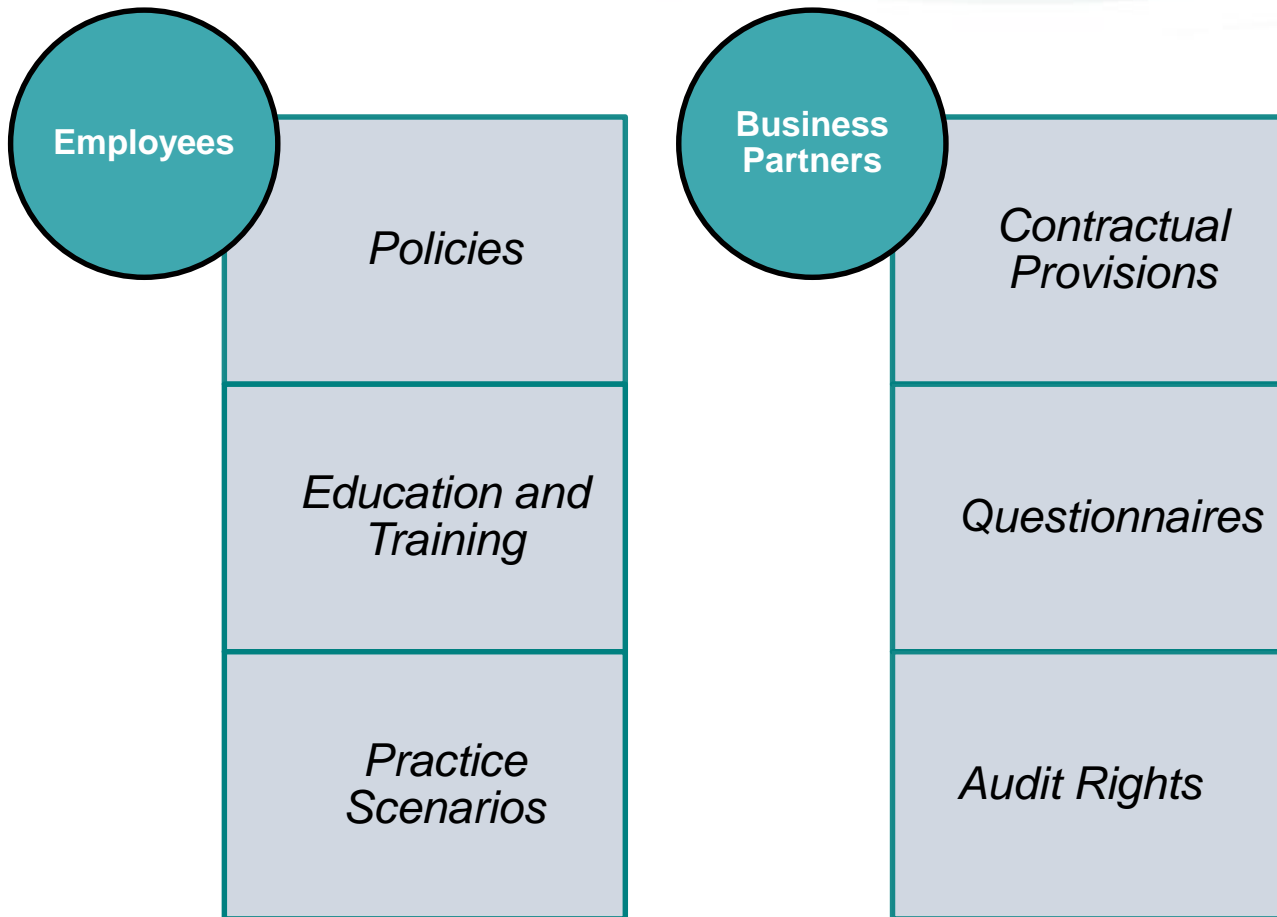 Employees
Policies
Education and
Training
Practice
Scenarios
Business
Partners
Contractual
Provisions
Questionnaires
Audit Rights